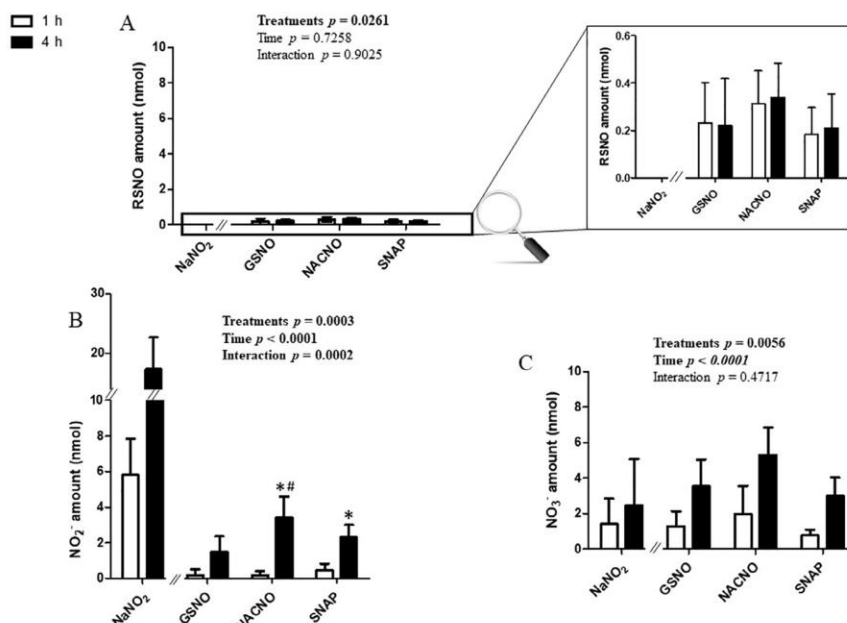 1 h
4 h
A
Treatments p = 0.0261
Time p = 0.7258
Interaction p = 0.9025
RSNO amount (nmol)
10
8
6
4
2
0
NaNO2
GSNO
NACNO
SNAP
RSNO amount (nmol)
0.6
0.4
0.2
0.0
NaNO2
GSNO
NACNO
SNAP
B
Treatments p = 0.0003
Time p < 0.0001
Interaction p = 0.0002
NO2- amount (nmol)
30
20
10
8
6
4
2
0
*#
*
NaNO2
GSNO
NACNO
SNAP
C
Treatments p = 0.0056
Time p < 0.0001
Interaction p = 0.4717
NO3- amount (nmol)
10
8
6
4
2
0
NaNO2
GSNO
NACNO
SNAP